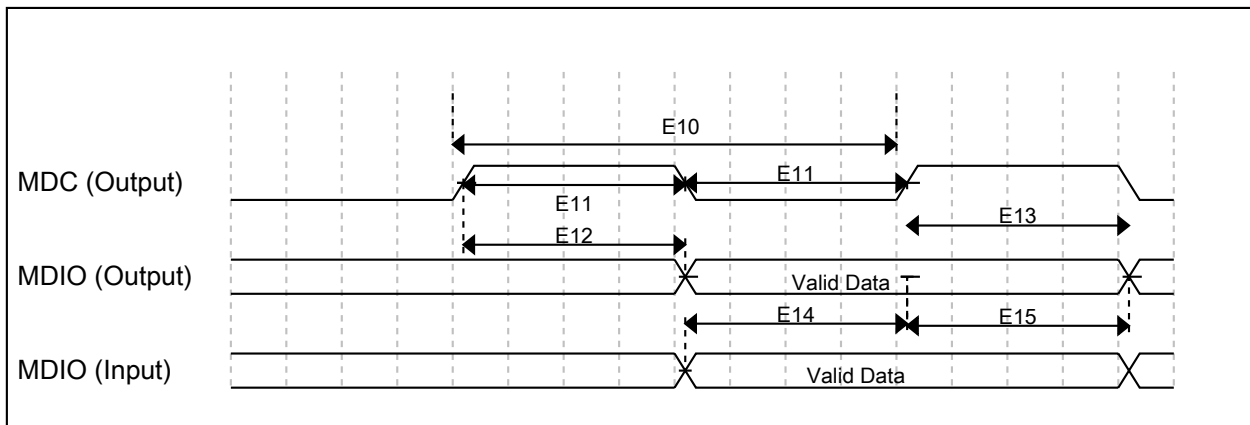 E10
MDC (Output)
E11
E11
E13
E12
MDIO (Output)
Valid Data
E14
E15
MDIO (Input)
Valid Data